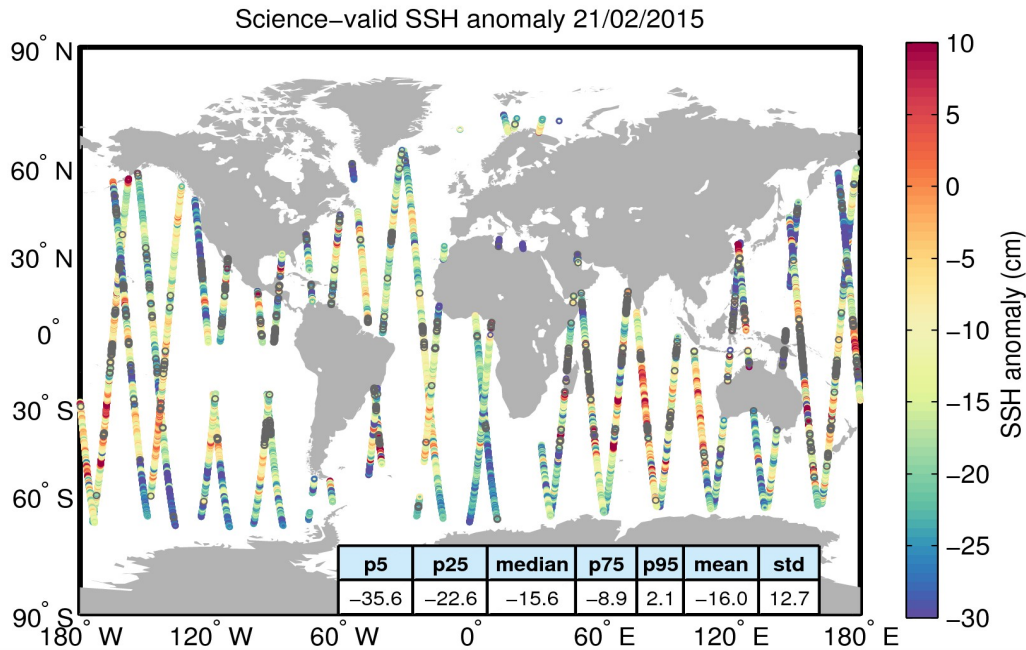 Science−valid SSH anomaly 21/02/2015
90° N
60° N
30° N
0°
30° S
60° S
90° S
180° W 120° W 60° W 0° 60° E 120° E 180° E
p5 p25 median p75 p95 mean std
−35.6 −22.6 −15.6 −8.9 2.1 −16.0 12.7
10
5
0
−5
−10
−15
−20
−25
−30
SSH anomaly (cm)